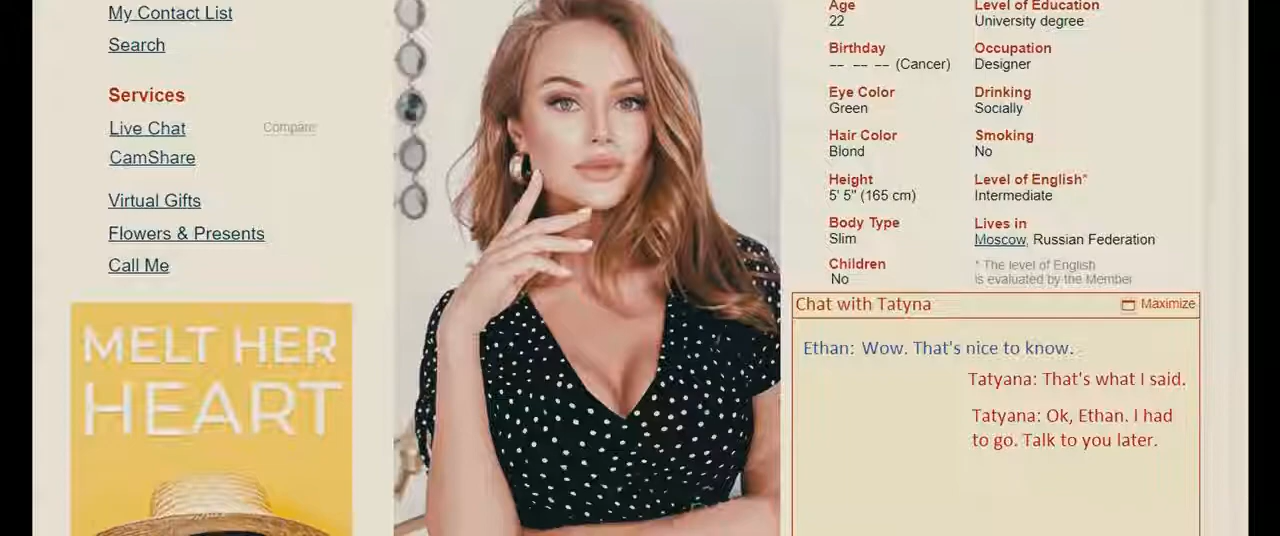 My Contact List
Search
Services
Live Chat
Compare
CamShare
Virtual Gifts
Flowers & Presents
Call Me
MELT HER
HEART
Age
22
Birthday
-- -- -- (Cancer)
Eye Color
Green
Hair Color
Blond
Height
5' 5" (165 cm)
Body Type
Slim
Children
No
Level of Education
University degree
Occupation
Designer
Drinking
Socially
Smoking
No
Level of English*
Intermediate
Lives in
Moscow, Russian Federation
* The level of English
is evaluated by the Member
Chat with Tatyna
Maximize
Ethan: Wow. That's nice to know.
Tatyana: That's what I said.
Tatyana: Ok, Ethan. I had
to go. Talk to you later.